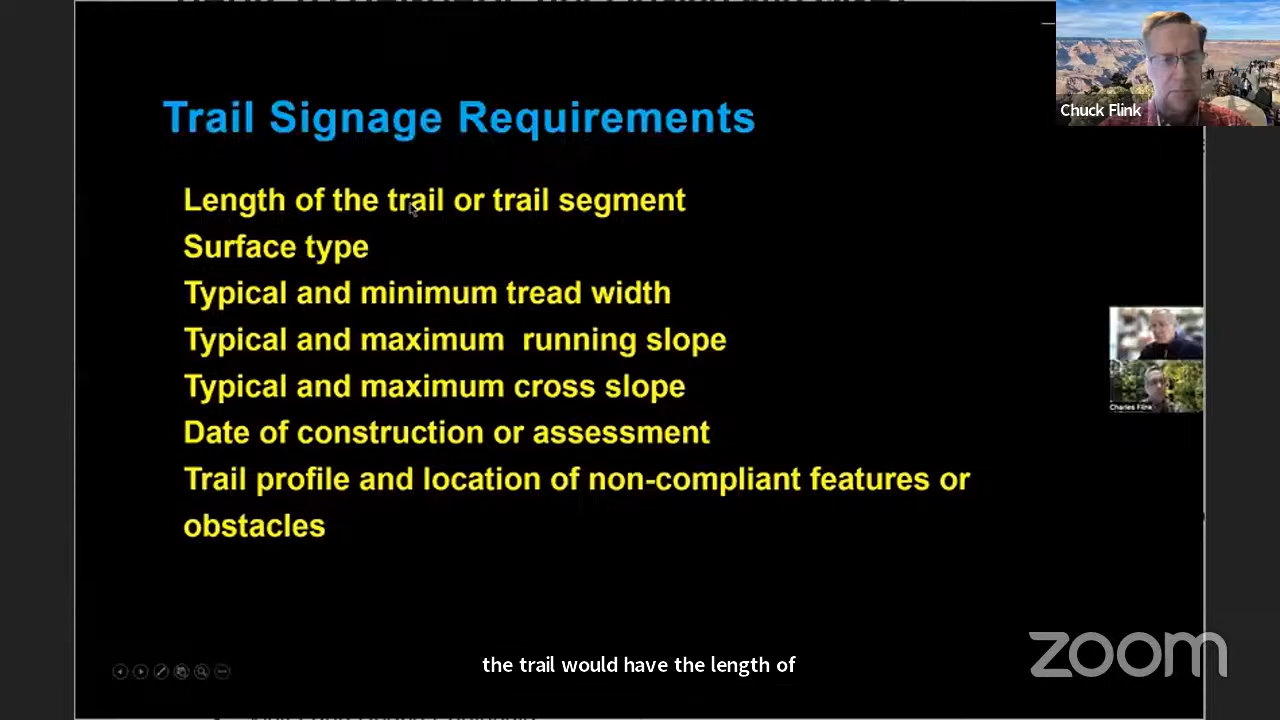 Trail Signage Requirements
Chuck Flink
Length of the trail or trail segment
Surface type
Typical and minimum tread width
Typical and maximum running slope
Typical and maximum cross slope
Charles Flink
Date of construction or assessment
Trail profile and location of non-compliant features or
obstacles
the trail would have the length of
zoom